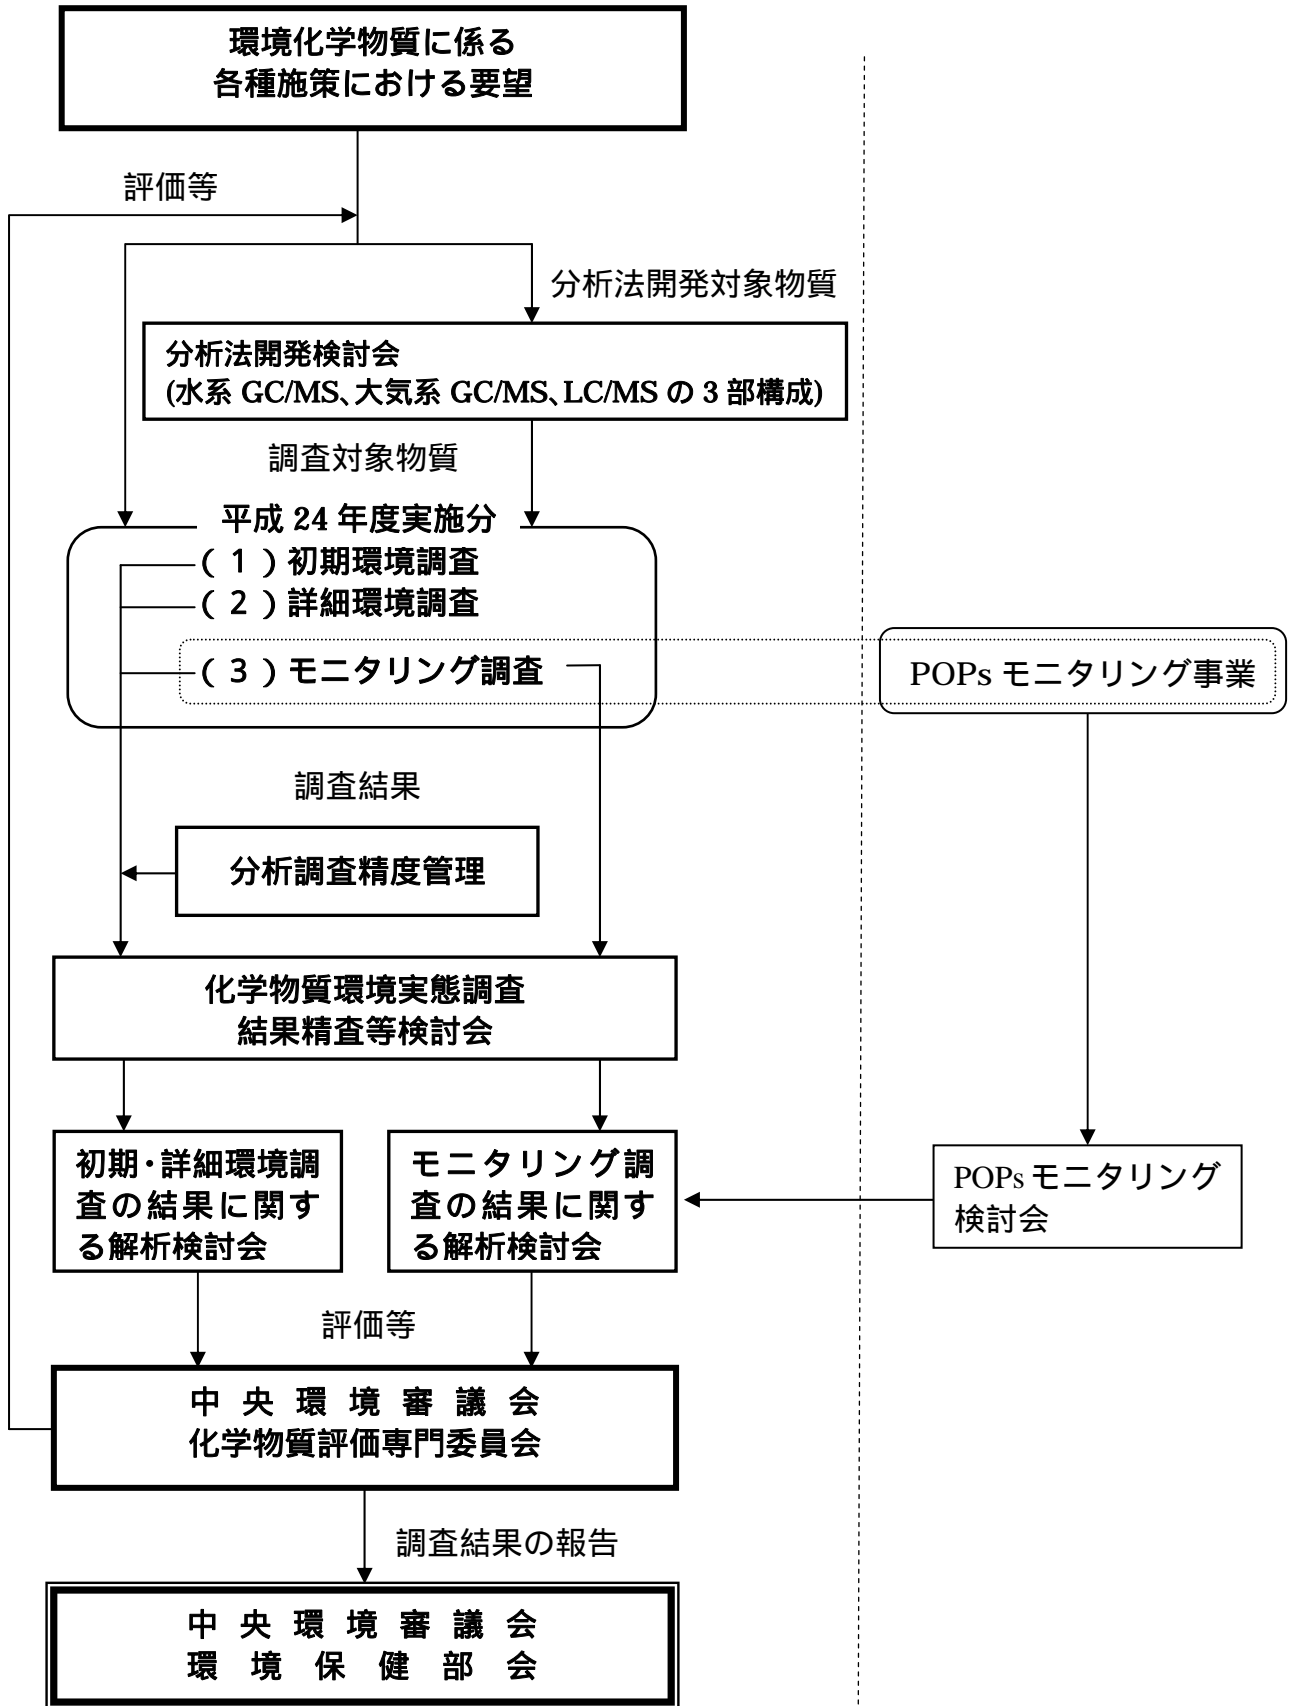 環境化学物質に係る
各種施策における要望
評価等
分析法開発対象物質
分析法開発検討会
(水系 GC/MS、大気系 GC/MS、LC/MS の 3 部構成)
調査対象物質
平成 24 年度実施分
(1)初期環境調査
(2)詳細環境調査
(3)モニタリング調査
POPs モニタリング事業
調査結果
分析調査精度管理
化学物質環境実態調査
結果精査等検討会
初期・詳細環境調
査の結果に関す
る解析検討会
モニタリング調
査の結果に関す
る解析検討会
POPs モニタリング
検討会
評価等
中央環境審議会
化学物質評価専門委員会
調査結果の報告
中央環境審議会
環境保健部会